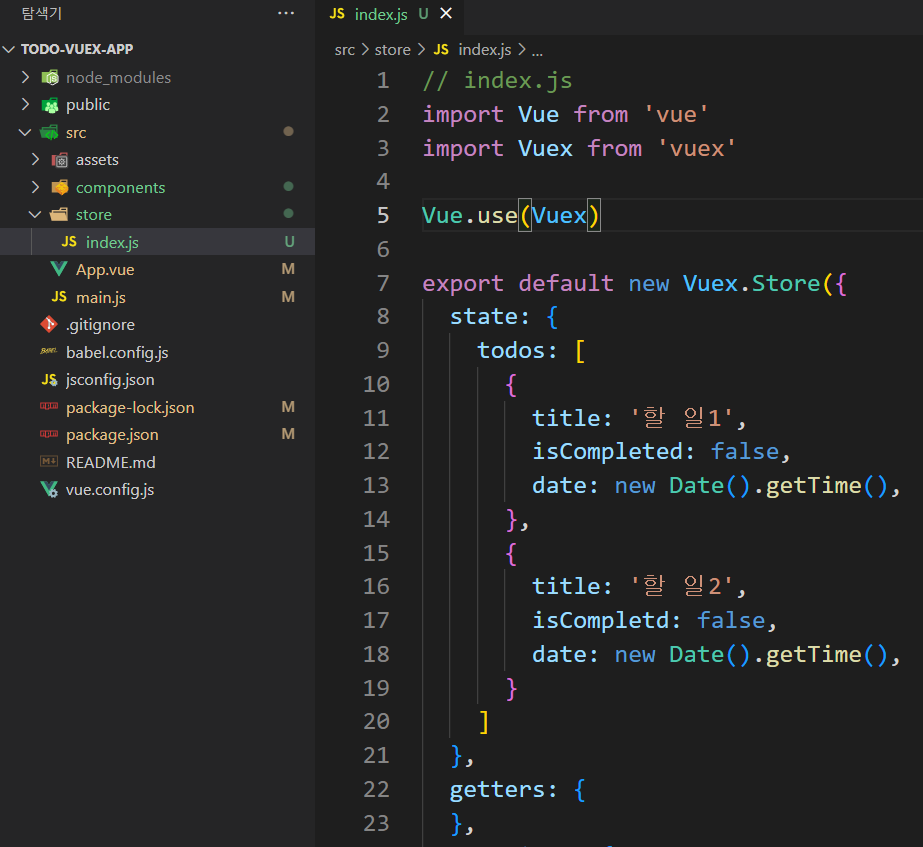 탐색기 ...
TODO-VUEX-APP
node_modules
public
src
assets
components
store
JS index.js U
App.vue M
JS main.js M
.gitignore
BABEL babel.config.js
JS jsconfig.json
package-lock.json M
package.json M
M↓ README.md
vue.config.js
JS index.js U ×
src > store > JS index.js > ...
1 // index.js
2 import Vue from 'vue'
3 import Vuex from 'vuex'
4
5 Vue.use(Vuex)
6
7 export default new Vuex.Store({
8 state: {
9 todos: [
10 {
11 title: '할 일1',
12 isCompleted: false,
13 date: new Date().getTime(),
14 },
15 {
16 title: '할 일2',
17 isCompletd: false,
18 date: new Date().getTime(),
19 }
20 ]
21 },
22 getters: {
23 },